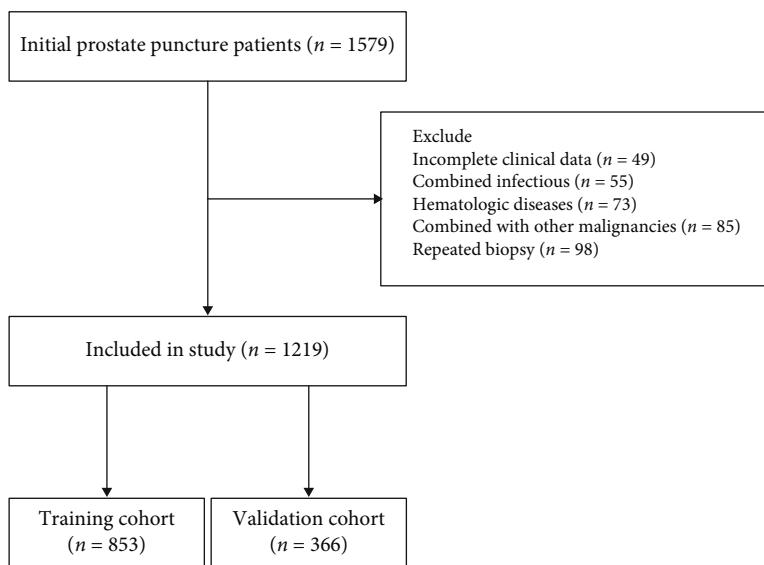 Initial prostate puncture patients (n = 1579)
Exclude
Incomplete clinical data (n = 49)
Combined infectious (n = 55)
Hematologic diseases (n = 73)
Combined with other malignancies (n = 85)
Repeated biopsy (n = 98)
Included in study (n = 1219)
Training cohort
(n = 853)
Validation cohort
(n = 366)